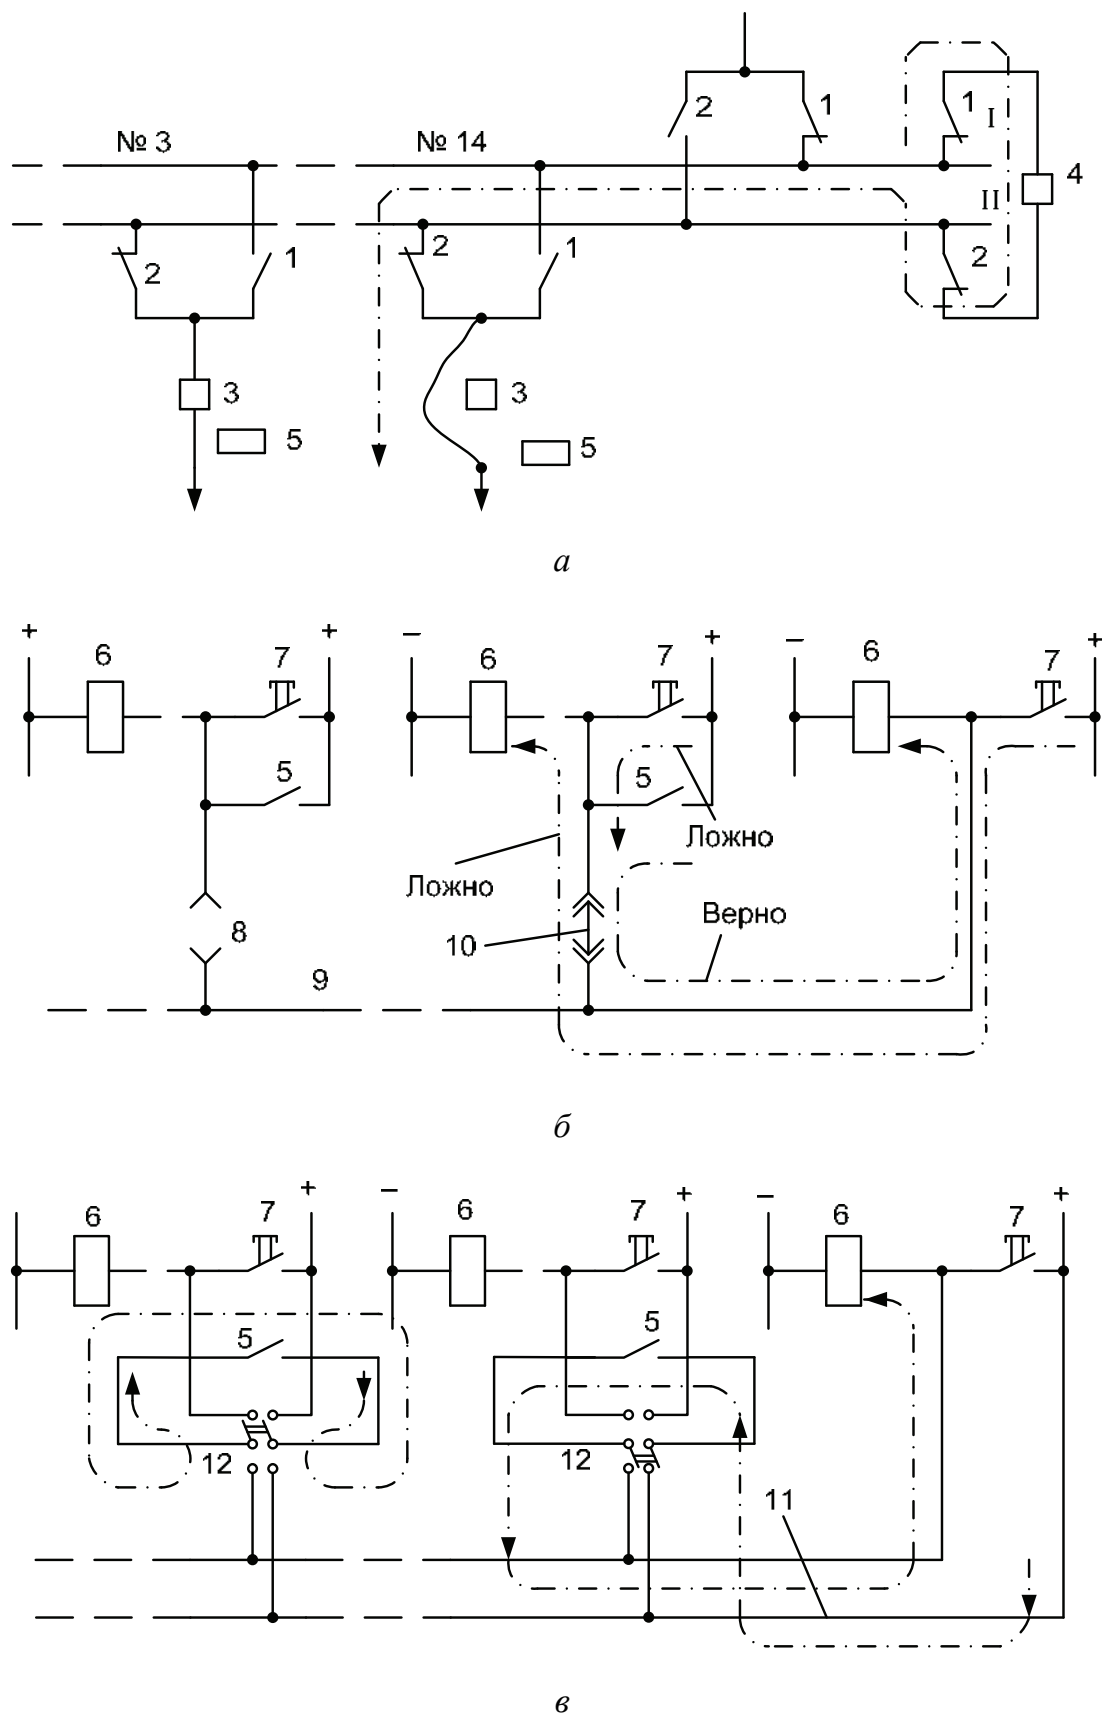 2 1 1 I
№ 3 № 14 4
II
2 1 2 1 2
3 3
5 5
а
+ + − + − +
6 7 6 7 6 7
5 5
Ложно
Ложно
Верно
8 10
9
б
+ − + − +
6 7 6 7 6 7
5 5
12 12
11
в